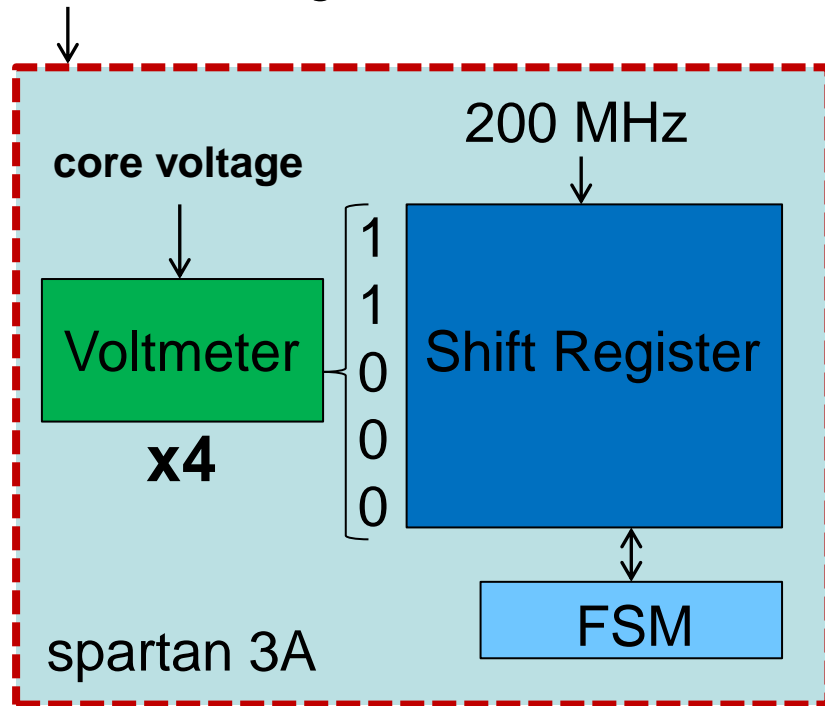 200 MHz
core voltage
1
1
0
0
0
Voltmeter
x4
Shift Register
FSM
spartan 3A